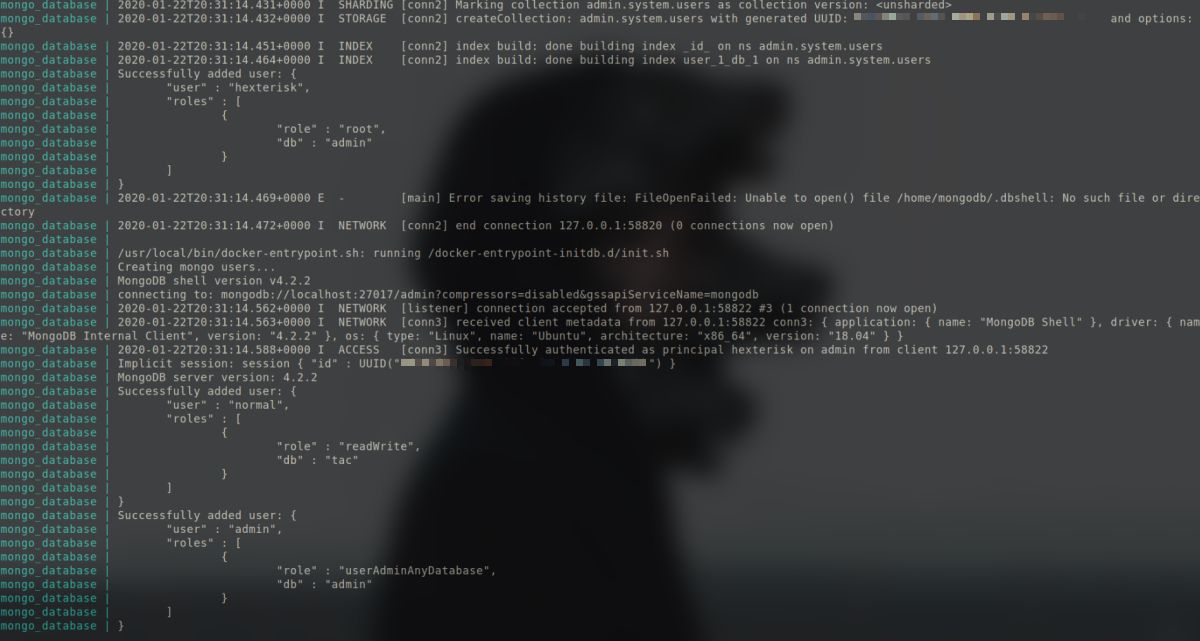 mongo_database | 2020-01-22T20:31:14.431+0000 I  SHARDING [conn2] Marking collection admin.system.users as collection version: <unsharded>
mongo_database | 2020-01-22T20:31:14.432+0000 I  STORAGE  [conn2] createCollection: admin.system.users with generated UUID: and options:
{}
mongo_database | 2020-01-22T20:31:14.451+0000 I  INDEX    [conn2] index build: done building index _id_ on ns admin.system.users
mongo_database | 2020-01-22T20:31:14.464+0000 I  INDEX    [conn2] index build: done building index user_1_db_1 on ns admin.system.users
mongo_database | Successfully added user: {
mongo_database |        "user" : "hexterisk",
mongo_database |        "roles" : [
mongo_database |                {
mongo_database |                        "role" : "root",
mongo_database |                        "db" : "admin"
mongo_database |                }
mongo_database |        ]
mongo_database | }
mongo_database | 2020-01-22T20:31:14.469+0000 E  -        [main] Error saving history file: FileOpenFailed: Unable to open() file /home/mongodb/.dbshell: No such file or dire
ctory
mongo_database | 2020-01-22T20:31:14.472+0000 I  NETWORK  [conn2] end connection 127.0.0.1:58820 (0 connections now open)
mongo_database |
mongo_database | /usr/local/bin/docker-entrypoint.sh: running /docker-entrypoint-initdb.d/init.sh
mongo_database | Creating mongo users...
mongo_database | MongoDB shell version v4.2.2
mongo_database | connecting to: mongodb://localhost:27017/admin?compressors=disabled&gssapiServiceName=mongodb
mongo_database | 2020-01-22T20:31:14.562+0000 I  NETWORK  [listener] connection accepted from 127.0.0.1:58822 #3 (1 connection now open)
mongo_database | 2020-01-22T20:31:14.563+0000 I  NETWORK  [conn3] received client metadata from 127.0.0.1:58822 conn3: { application: { name: "MongoDB Shell" }, driver: { nam
e: "MongoDB Internal Client", version: "4.2.2" }, os: { type: "Linux", name: "Ubuntu", architecture: "x86_64", version: "18.04" } }
mongo_database | 2020-01-22T20:31:14.588+0000 I  ACCESS   [conn3] Successfully authenticated as principal hexterisk on admin from client 127.0.0.1:58822
mongo_database | Implicit session: session { "id" : UUID("") }
mongo_database | MongoDB server version: 4.2.2
mongo_database | Successfully added user: {
mongo_database |        "user" : "normal",
mongo_database |        "roles" : [
mongo_database |                {
mongo_database |                        "role" : "readWrite",
mongo_database |                        "db" : "tac"
mongo_database |                }
mongo_database |        ]
mongo_database | }
mongo_database | Successfully added user: {
mongo_database |        "user" : "admin",
mongo_database |        "roles" : [
mongo_database |                {
mongo_database |                        "role" : "userAdminAnyDatabase",
mongo_database |                        "db" : "admin"
mongo_database |                }
mongo_database |        ]
mongo_database | }